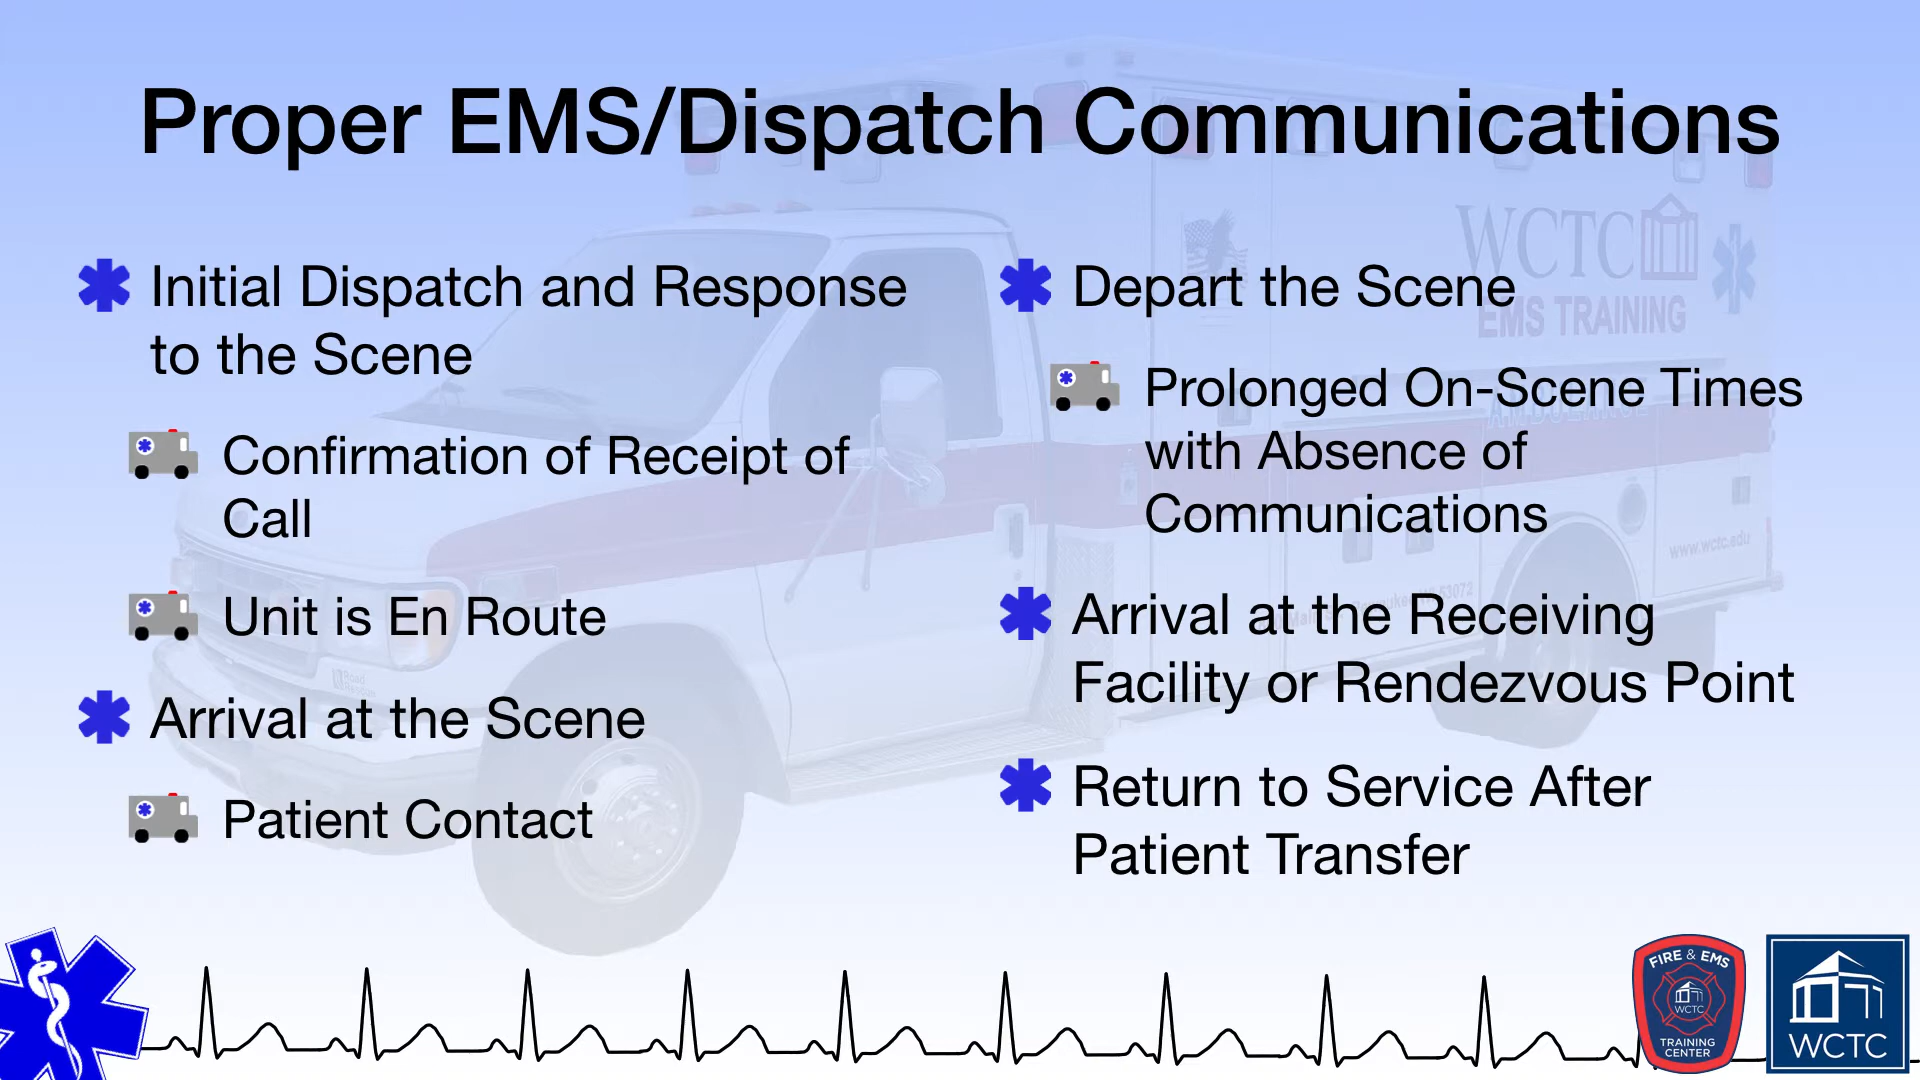 Proper EMS/Dispatch Communications
Initial Dispatch and Response
to the Scene
Confirmation of Receipt of
Call
Unit is En Route
Arrival at the Scene
Patient Contact
Depart the Scene
Prolonged On-Scene Times
with Absence of
Communications
Arrival at the Receiving
Facility or Rendezvous Point
Return to Service After
Patient Transfer
WCTC
EMS TRAINING
AMBULANCE
www.wctc.edu
FIRE & EMS
WCTC
TRAINING
CENTER
WCTC